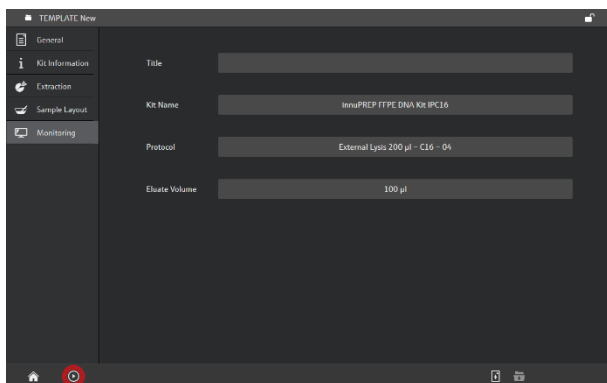 TEMPLATE New
General
Kit Information
Extraction
Sample Layout
Monitoring
Title
Kit Name
innuPREP FFPE DNA Kit IPC16
Protocol
External Lysis 200 µl – C16 – 04
Eluate Volume
100 µl